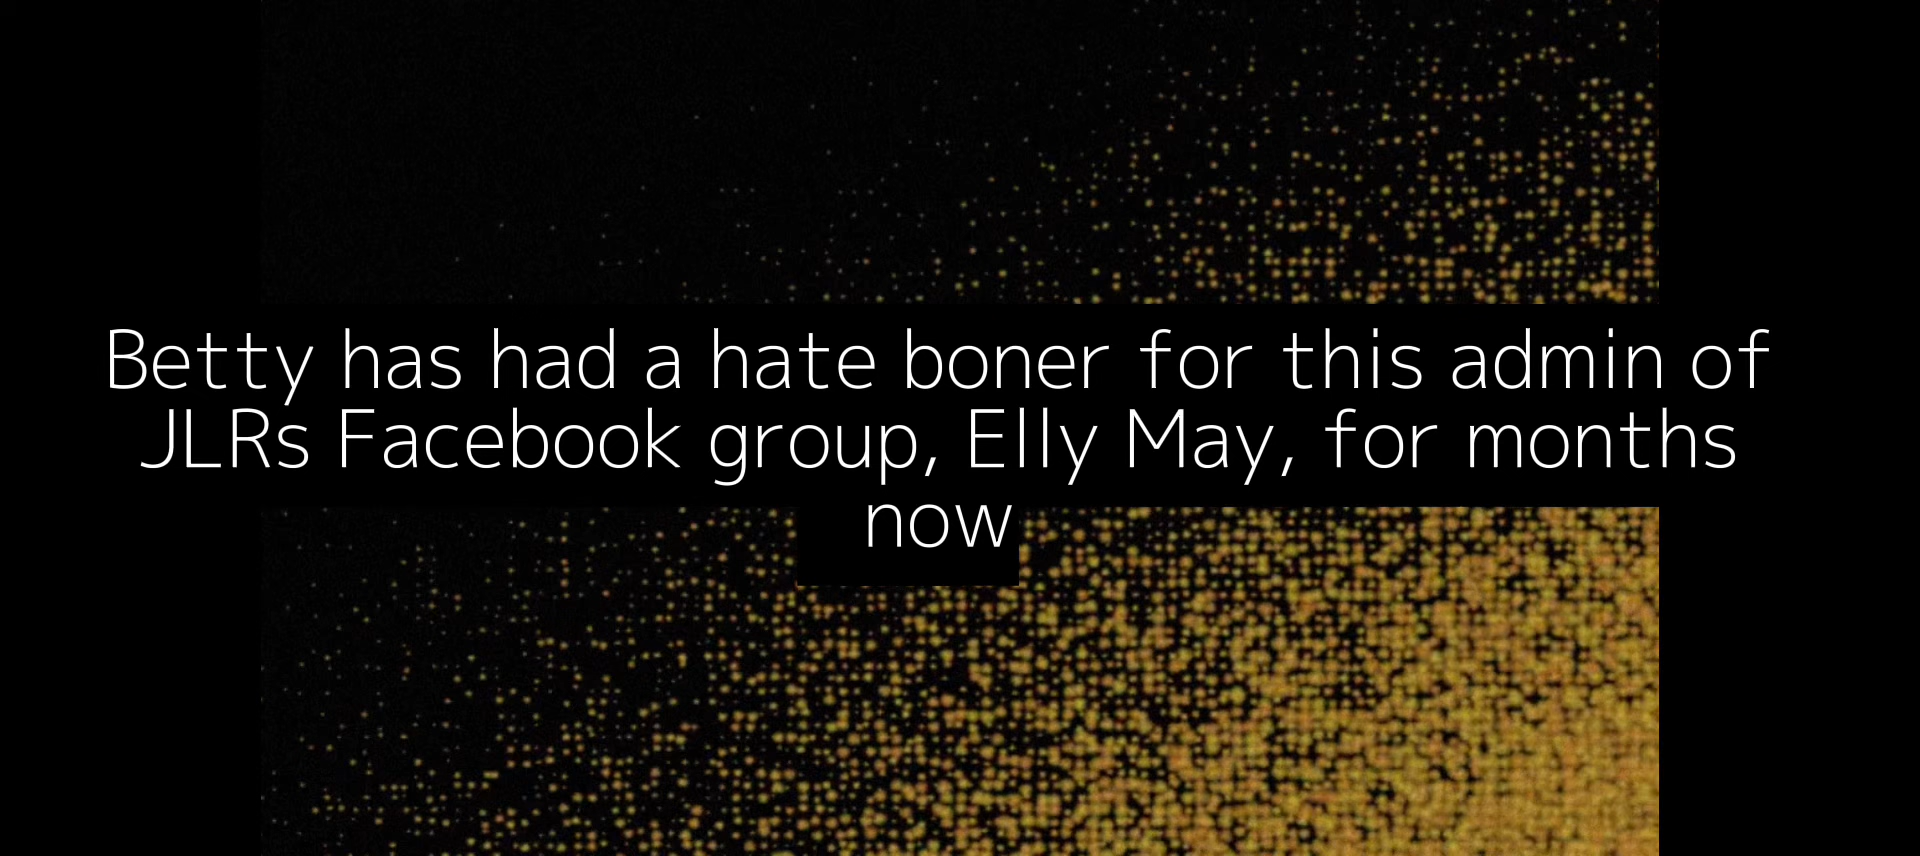 Betty has had a hate boner for this admin of
JLRs Facebook group, Elly May, for months
now